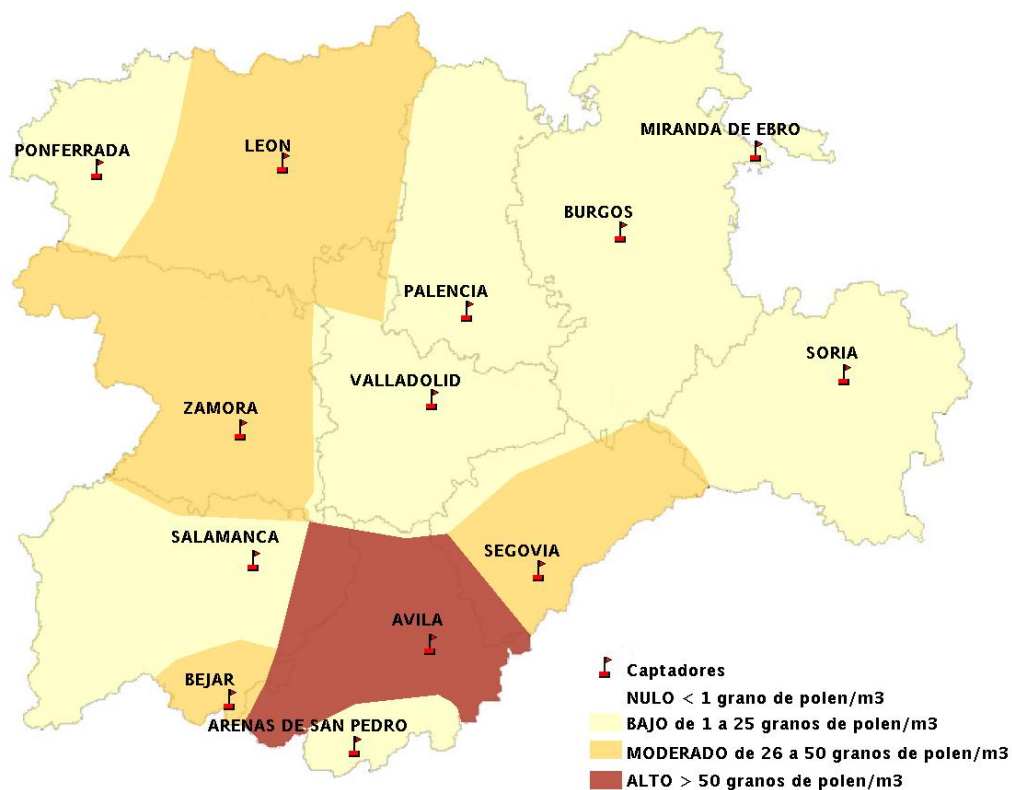 MIRANDA DE EBRO
PONFERRADA
LEON
BURGOS
PALENCIA
SORIA
VALLADOLID
ZAMORA
SALAMANCA
SEGOVIA
AVILA
BEJAR
ARENAS DE SAN PEDRO
Captadores
NULO < 1 grano de polen/m3
BAJO de 1 a 25 granos de polen/m3
MODERADO de 26 a 50 granos de polen/m3
ALTO > 50 granos de polen/m3